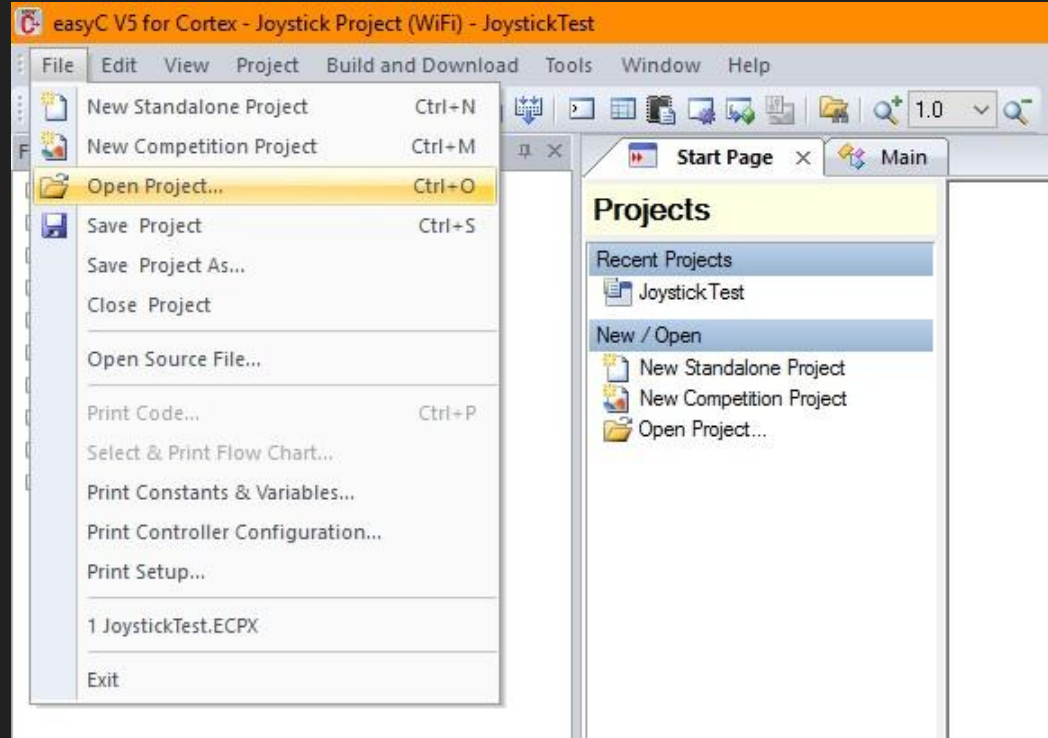 easyC V5 for Cortex - Joystick Project (WiFi) - JoystickTest
File Edit View Project Build and Download Tools Window Help
1.0
New Standalone Project Ctrl+N
New Competition Project Ctrl+M
Open Project... Ctrl+O
Save Project Ctrl+S
Save Project As...
Close Project
Open Source File...
Print Code... Ctrl+P
Select & Print Flow Chart...
Print Constants & Variables...
Print Controller Configuration...
Print Setup...
1 JoystickTest.ECPX
Exit
Start Page Main
Projects
Recent Projects
JoystickTest
New / Open
New Standalone Project
New Competition Project
Open Project...